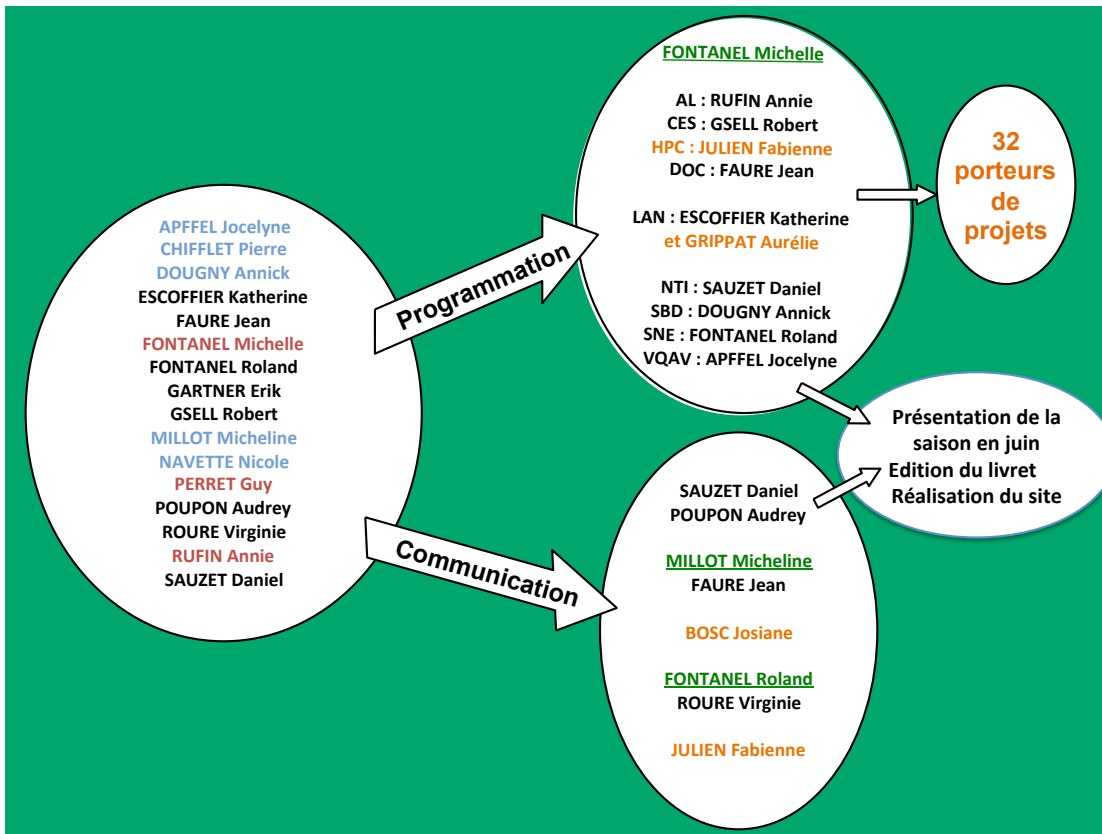 APFFEL Jocelyne
CHIFFLET Pierre
DOUGNY Annick
ESCOFFIER Katherine
FAURE Jean
FONTANEL Michelle
FONTANEL Roland
GARTNER Erik
GSELL Robert
MILLOT Micheline
NAVETTE Nicole
PERRET Guy
POUPON Audrey
ROURE Virginie
RUFIN Annie
SAUZET Daniel
Programmation
FONTANEL Michelle
AL : RUFIN Annie
CES : GSELL Robert
HPC : JULIEN Fabienne
DOC : FAURE Jean
LAN : ESCOFFIER Katherine
et GRIPPAT Aurélie
NTI : SAUZET Daniel
SBD : DOUGNY Annick
SNE : FONTANEL Roland
VQAV : APFFEL Jocelyne
32
porteurs
de
projets
Communication
SAUZET Daniel
POUPON Audrey
MILLOT Micheline
FAURE Jean
BOSC Josiane
FONTANEL Roland
ROURE Virginie
JULIEN Fabienne
Présentation de la
saison en juin
Edition du livret
Réalisation du site